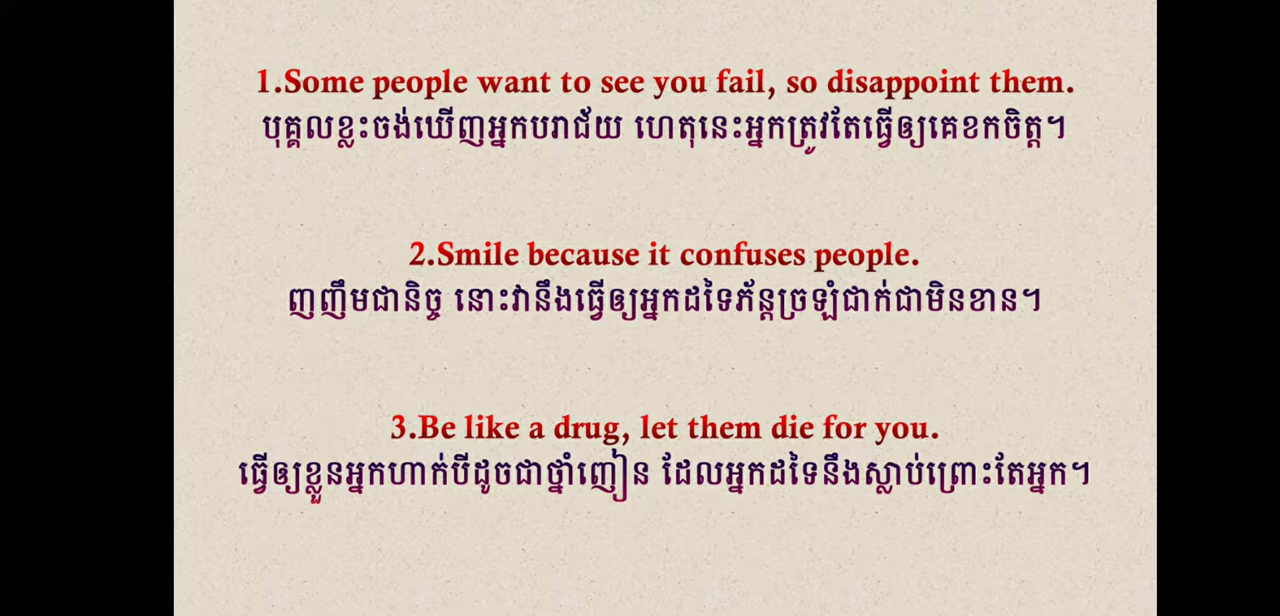 1.Some people want to see you fail, so disappoint them.
បុគ្គលខ្លះចង់ឃើញអ្នកបរាជ័យ ហេតុនេះអ្នកត្រូវតែធ្វើឲ្យគេខកចិត្ត។
2.Smile because it confuses people.
ញញឹមជានិច្ច នោះវានឹងធ្វើឲ្យអ្នកដទៃភ័ន្តច្រឡំជាក់ជាមិនខាន។
3.Be like a drug, let them die for you.
ធ្វើឲ្យខ្លួនអ្នកហាក់បីដូចជាថ្នាំញៀន ដែលអ្នកដទៃនឹងស្លាប់ព្រោះតែអ្នក។